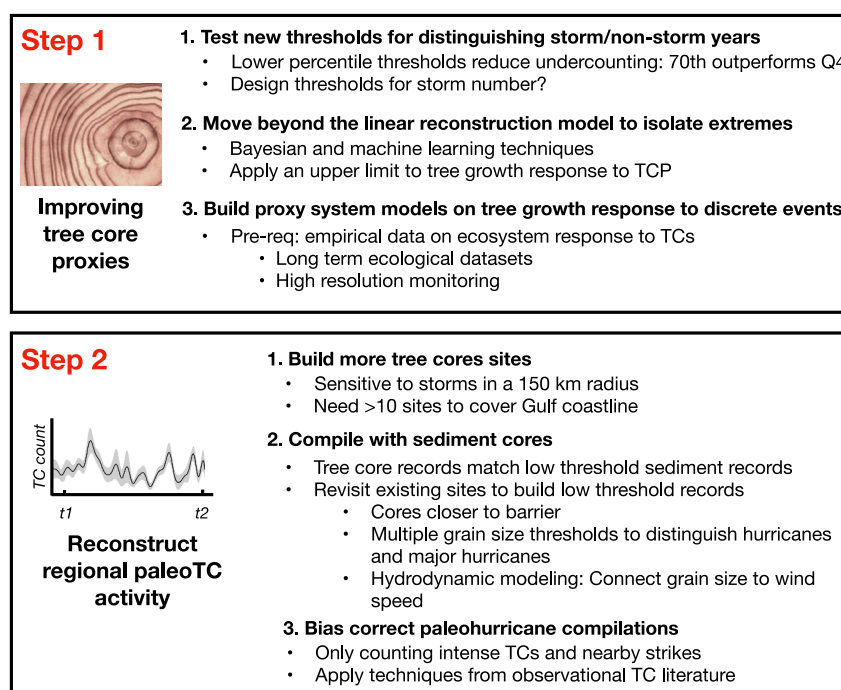 Step 1
Improving
tree core
proxies
1. Test new thresholds for distinguishing storm/non-storm years
• Lower percentile thresholds reduce undercounting: 70th outperforms Q4
• Design thresholds for storm number?
2. Move beyond the linear reconstruction model to isolate extremes
• Bayesian and machine learning techniques
• Apply an upper limit to tree growth response to TCP
3. Build proxy system models on tree growth response to discrete events
• Pre-req: empirical data on ecosystem response to TCs
• Long term ecological datasets
• High resolution monitoring
Step 2
TC count
t1 t2
Reconstruct
regional paleoTC
activity
1. Build more tree cores sites
• Sensitive to storms in a 150 km radius
• Need >10 sites to cover Gulf coastline
2. Compile with sediment cores
• Tree core records match low threshold sediment records
• Revisit existing sites to build low threshold records
• Cores closer to barrier
• Multiple grain size thresholds to distinguish hurricanes
and major hurricanes
• Hydrodynamic modeling: Connect grain size to wind
speed
3. Bias correct paleohurricane compilations
• Only counting intense TCs and nearby strikes
• Apply techniques from observational TC literature